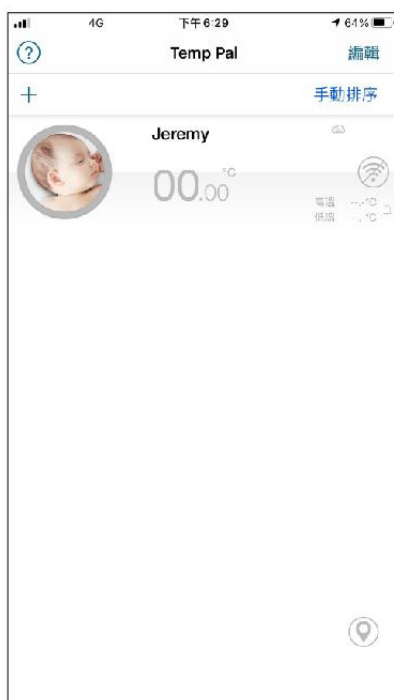 4G 下午 6:29 64%
? Temp Pal 編輯
+ 手動排序
Jeremy
00.00 °C
高溫 --.-°C
低溫 --.-°C